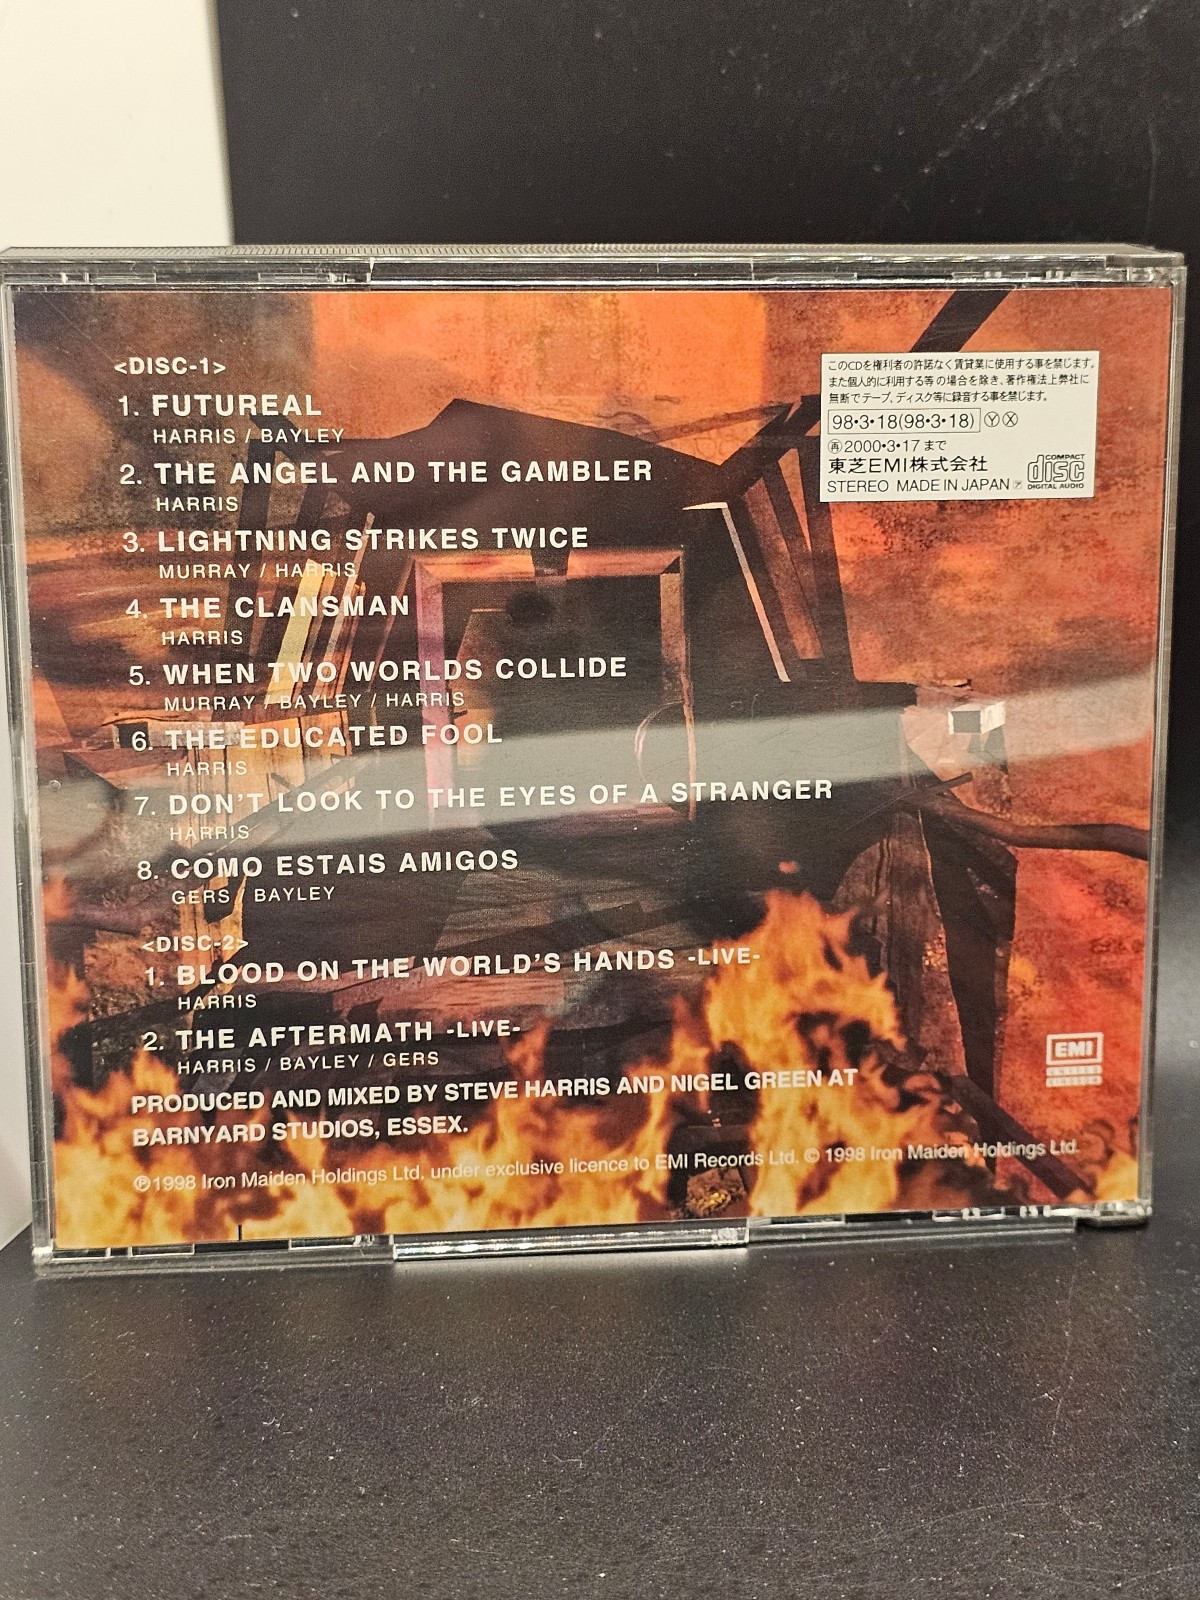 <DISC-1>
1. FUTUREAL
HARRIS / BAYLEY
2. THE ANGEL AND THE GAMBLER
HARRIS
3. LIGHTNING STRIKES TWICE
MURRAY / HARRIS
4. THE CLANSMAN
HARRIS
5. WHEN TWO WORLDS COLLIDE
MURRAY / BAYLEY / HARRIS
6. THE EDUCATED FOOL
HARRIS
7. DON'T LOOK TO THE EYES OF A STRANGER
HARRIS
8. COMO ESTAIS AMIGOS
GERS / BAYLEY
<DISC-2>
1. BLOOD ON THE WORLD'S HANDS -LIVE-
HARRIS
2. THE AFTERMATH -LIVE-
HARRIS / BAYLEY / GERS
PRODUCED AND MIXED BY STEVE HARRIS AND NIGEL GREEN AT
BARNYARD STUDIOS, ESSEX.
℗1998 Iron Maiden Holdings Ltd. under exclusive licence to EMI Records Ltd. © 1998 Iron Maiden Holdings Ltd.
このCDを権利者の許諾なく賃貸業に使用する事を禁じます。
また個人的に利用する等の場合を除き、著作権法上弊社に
無断でテープ、ディスク等に録音する事を禁じます。
98・3・18(98・3・18) Ⓨ Ⓧ
㊢2000・3・17まで
東芝EMI株式会社
STEREO MADE IN JAPAN
COMPACT
disc
DIGITAL AUDIO
EMI